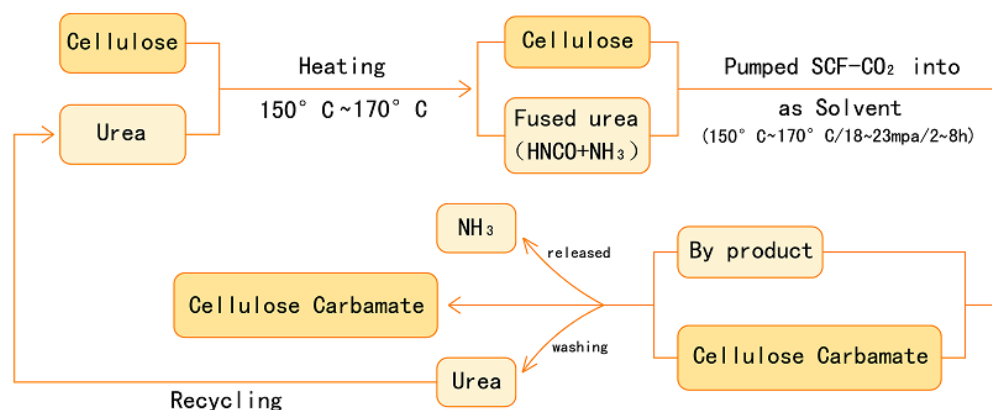 Cellulose
Urea
Heating
150° C~170° C
Cellulose
Fused urea
(HNCO+NH₃)
Pumped SCF-CO₂ into
as Solvent
(150° C~170° C/18~23mpa/2~8h)
NH₃
released
By product
Cellulose Carbamate
washing
Cellulose Carbamate
Urea
Recycling